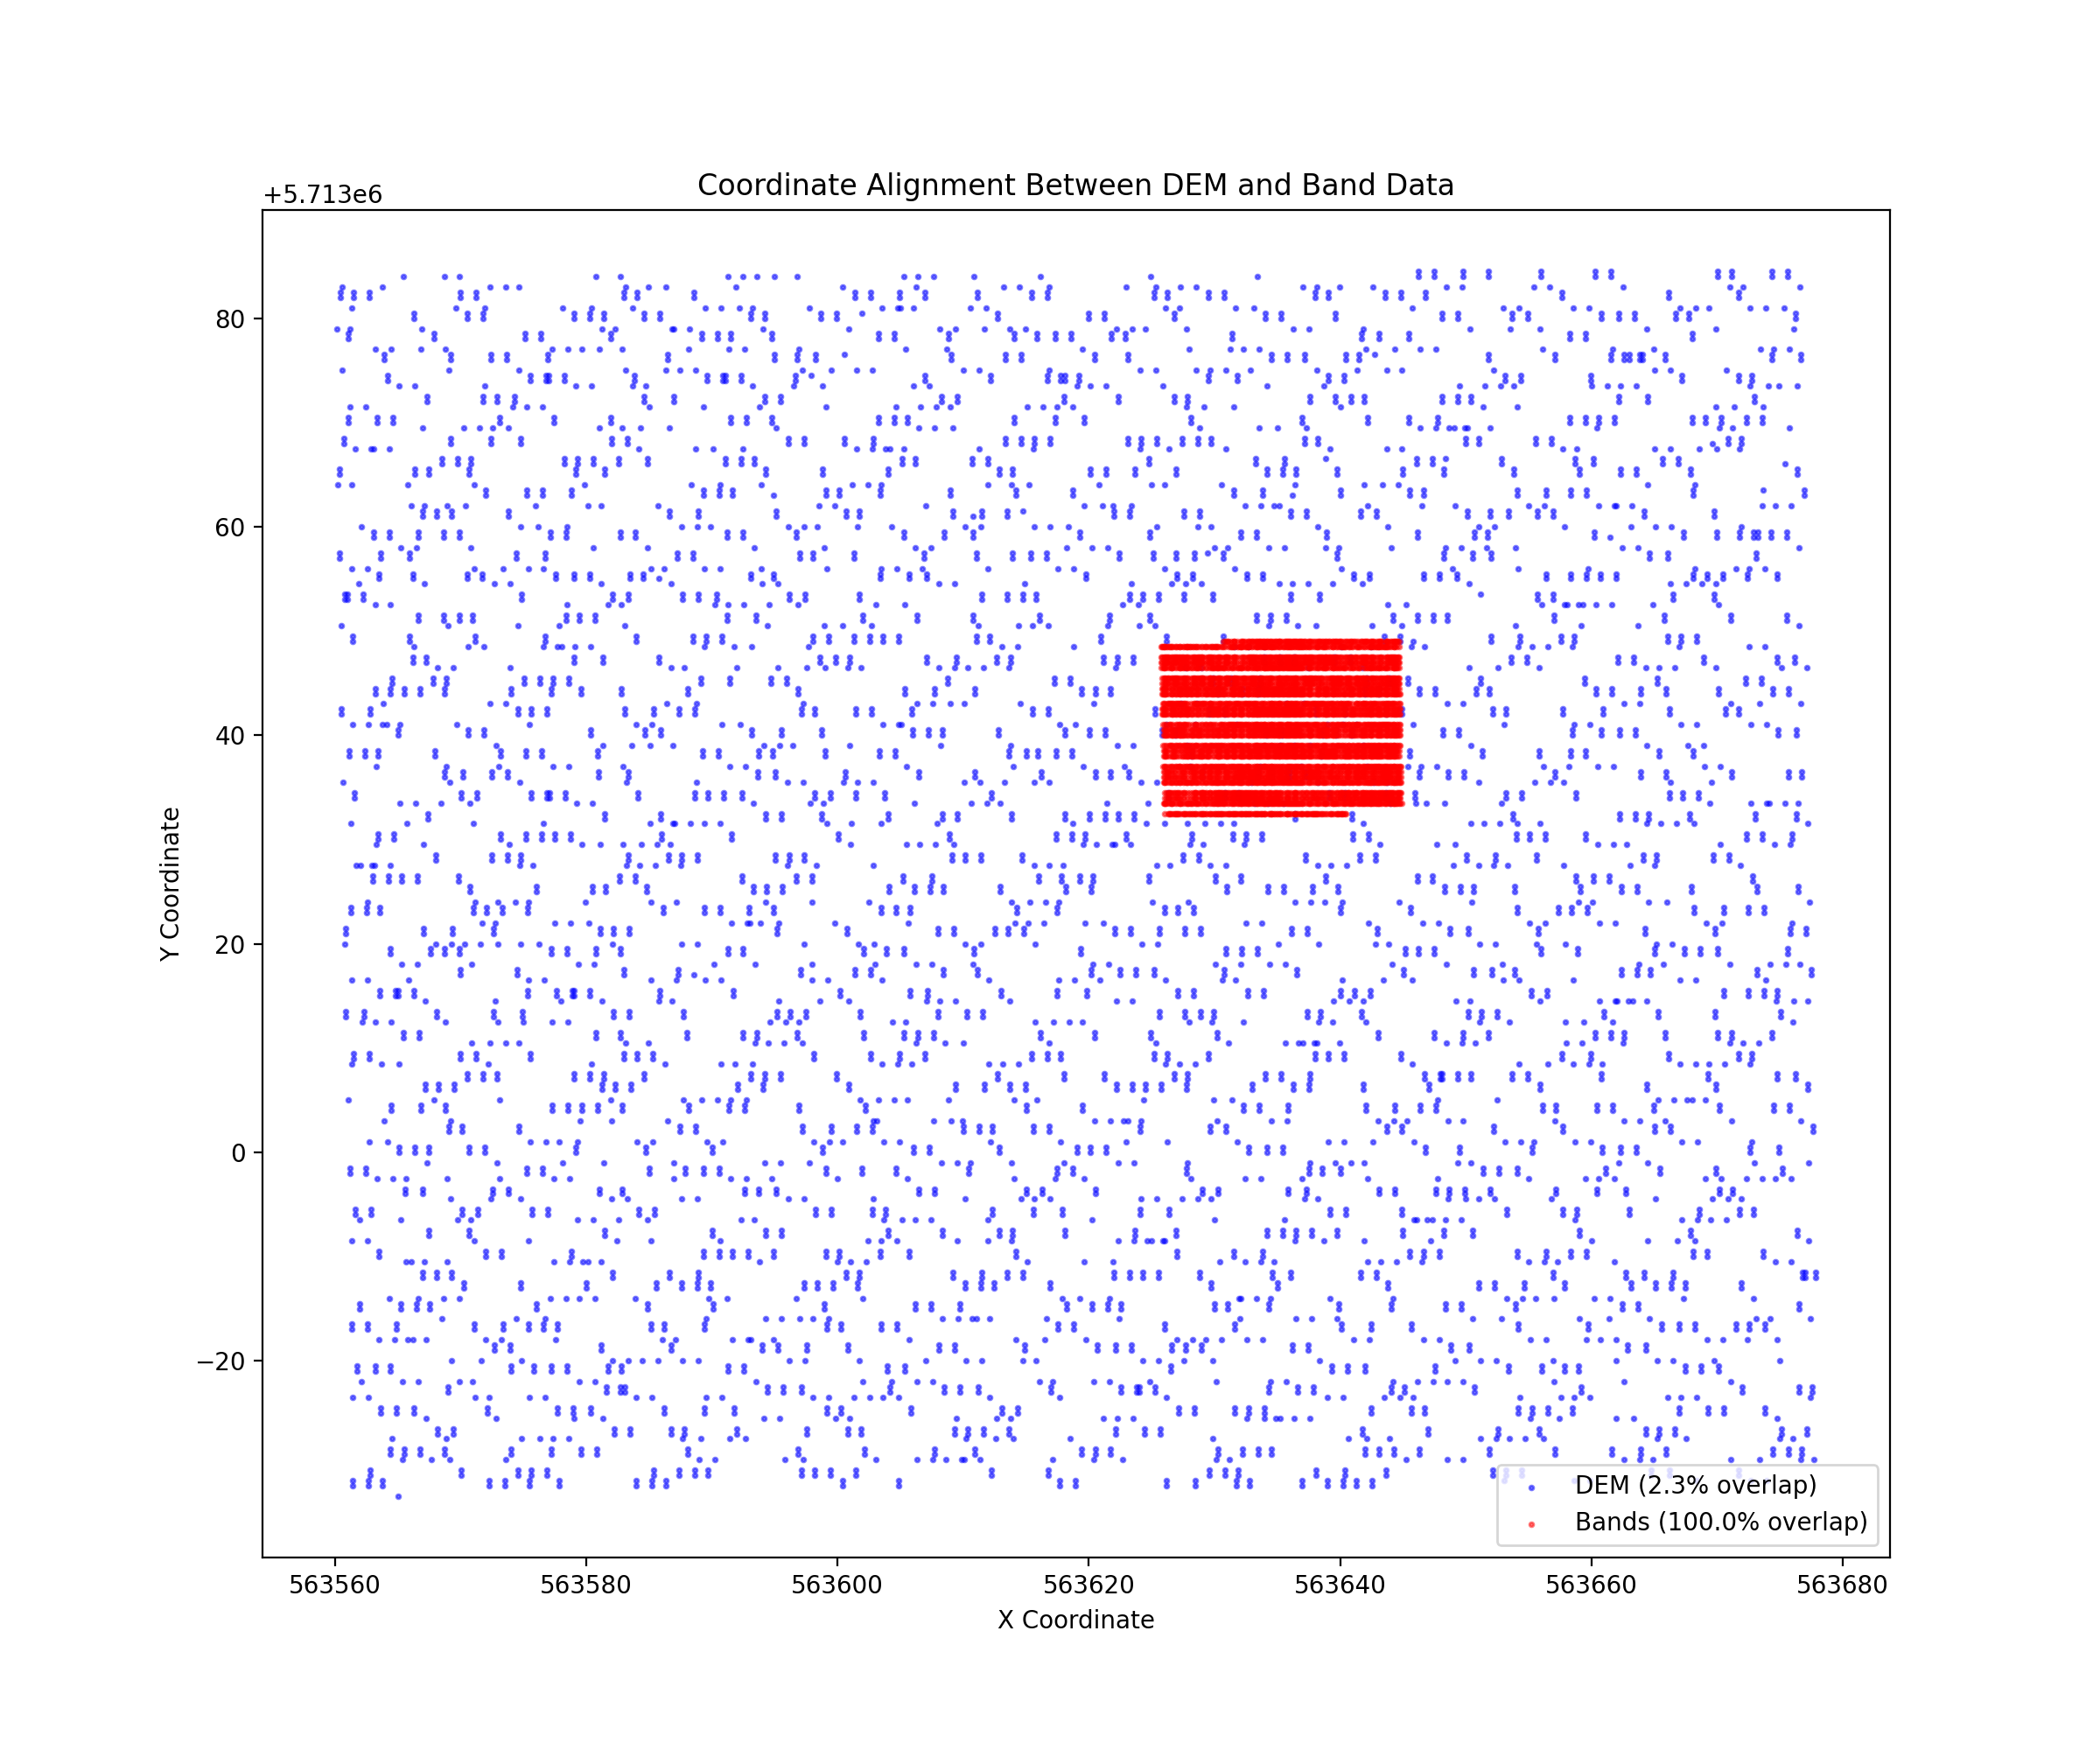 Coordinate Alignment Between DEM and Band Data
+5.713e6
80
60
40
20
0
−20
Y Coordinate
563560
563580
563600
563620
563640
563660
563680
X Coordinate
DEM (2.3% overlap)
Bands (100.0% overlap)